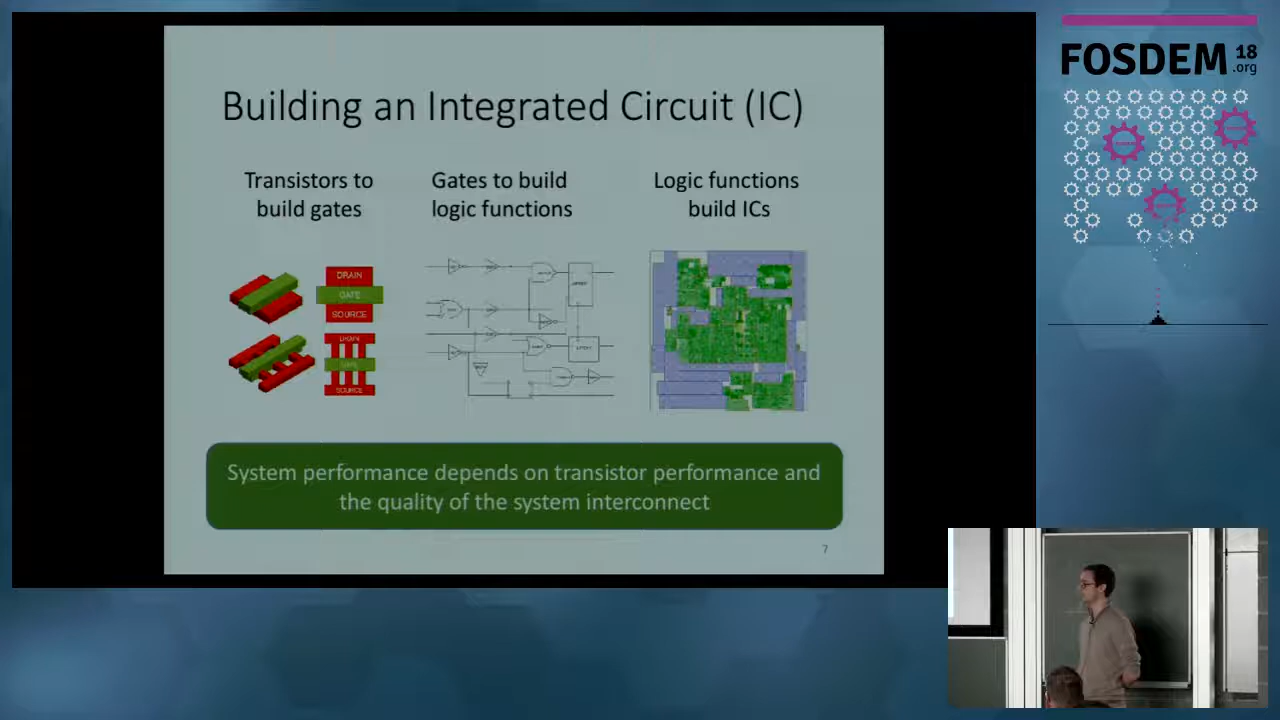 Building an Integrated Circuit (IC)
Transistors to
build gates
Gates to build
logic functions
Logic functions
build ICs
DRAIN
GATE
SOURCE
DRAIN
GATE
SOURCE
System performance depends on transistor performance and
the quality of the system interconnect
7
FOSDEM 18
.org